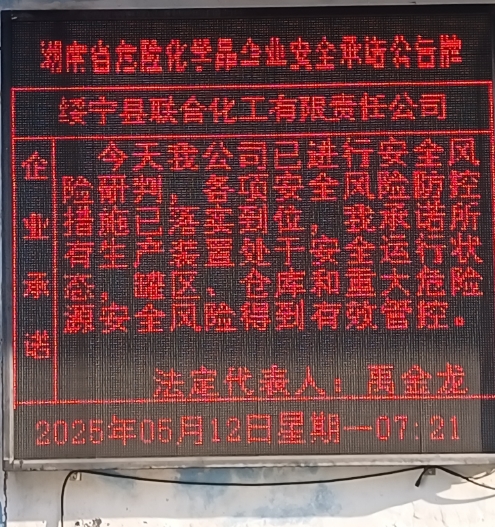 湖南省危险化学品企业安全承诺公告牌
绥宁县联合化工有限责任公司
企业承诺
今天我公司已进行安全风
险研判，各项安全风险防控
措施已落实到位，我承诺所
有生产装置处于安全运行状
态，罐区、仓库和重大危险
源安全风险得到有效管控。
法定代表人：禹金龙
2025年05月12日星期一07:21